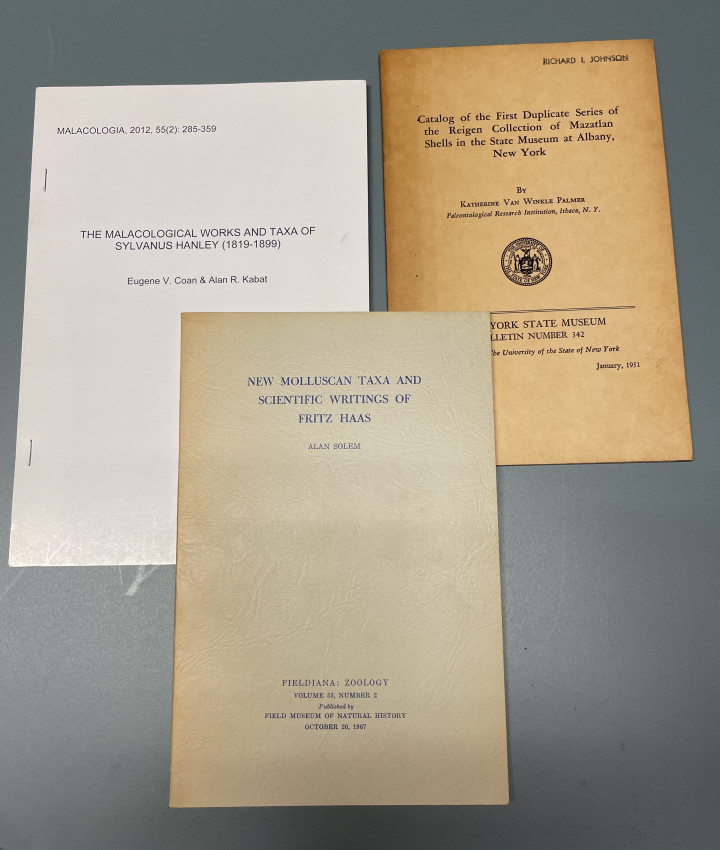 MALACOLOGIA, 2012, 55(2): 285-359
THE MALACOLOGICAL WORKS AND TAXA OF
SYLVANUS HANLEY (1819-1899)
Eugene V. Coan & Alan R. Kabat
RICHARD I. JOHNSON
Catalog of the First Duplicate Series of
the Reigen Collection of Mazatlan
Shells in the State Museum at Albany,
New York
By
Katherine Van Winkle Palmer
Paleontological Research Institution, Ithaca, N. Y.
YORK STATE MUSEUM
LLETIN NUMBER 342
he University of the State of New York
January, 1951
NEW MOLLUSCAN TAXA AND
SCIENTIFIC WRITINGS OF
FRITZ HAAS
ALAN SOLEM
FIELDIANA: ZOOLOGY
VOLUME 53, NUMBER 2
Published by
FIELD MUSEUM OF NATURAL HISTORY
OCTOBER 20, 1967